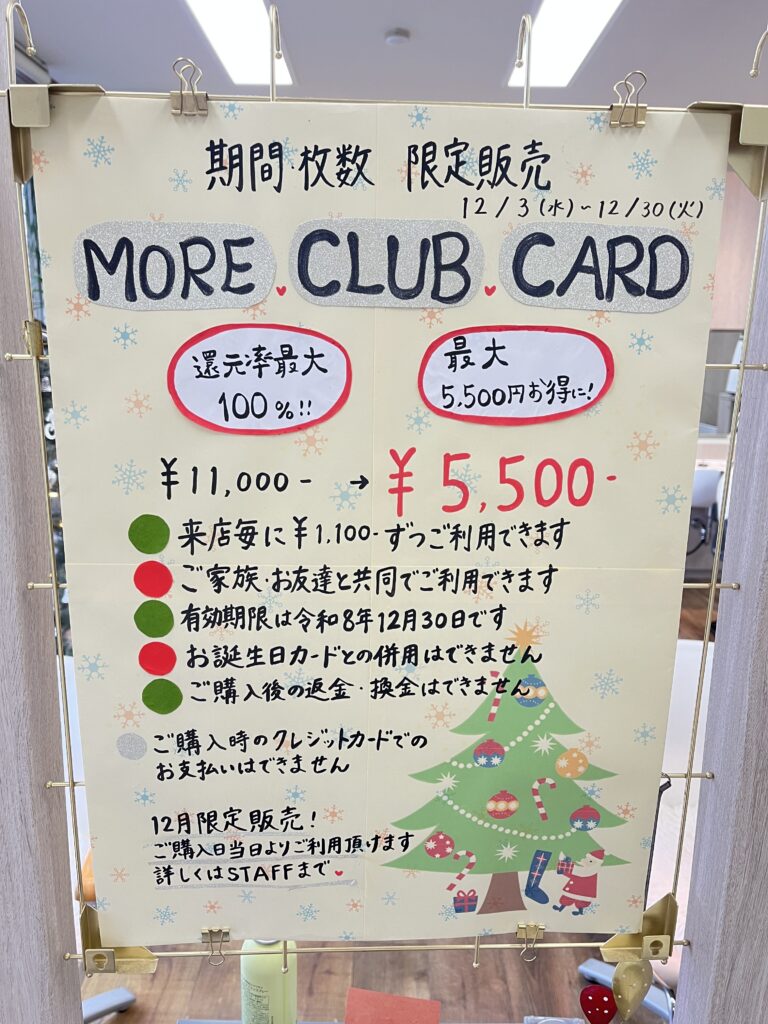 期間・枚数 限定販売
12/3(水)~12/30(火)
MORE CLUB CARD
還元率最大
100%!!
最大
5,500円お得に!
¥11,000- → ¥5,500-
来店毎に¥1,100-ずつご利用できます
ご家族・お友達と共同でご利用できます
有効期限は令和8年12月30日です
お誕生日カードとの併用はできません
ご購入後の返金・換金はできません
ご購入時のクレジットカードでの
お支払いはできません
12月限定販売!
ご購入日当日よりご利用頂けます
詳しくはSTAFFまで